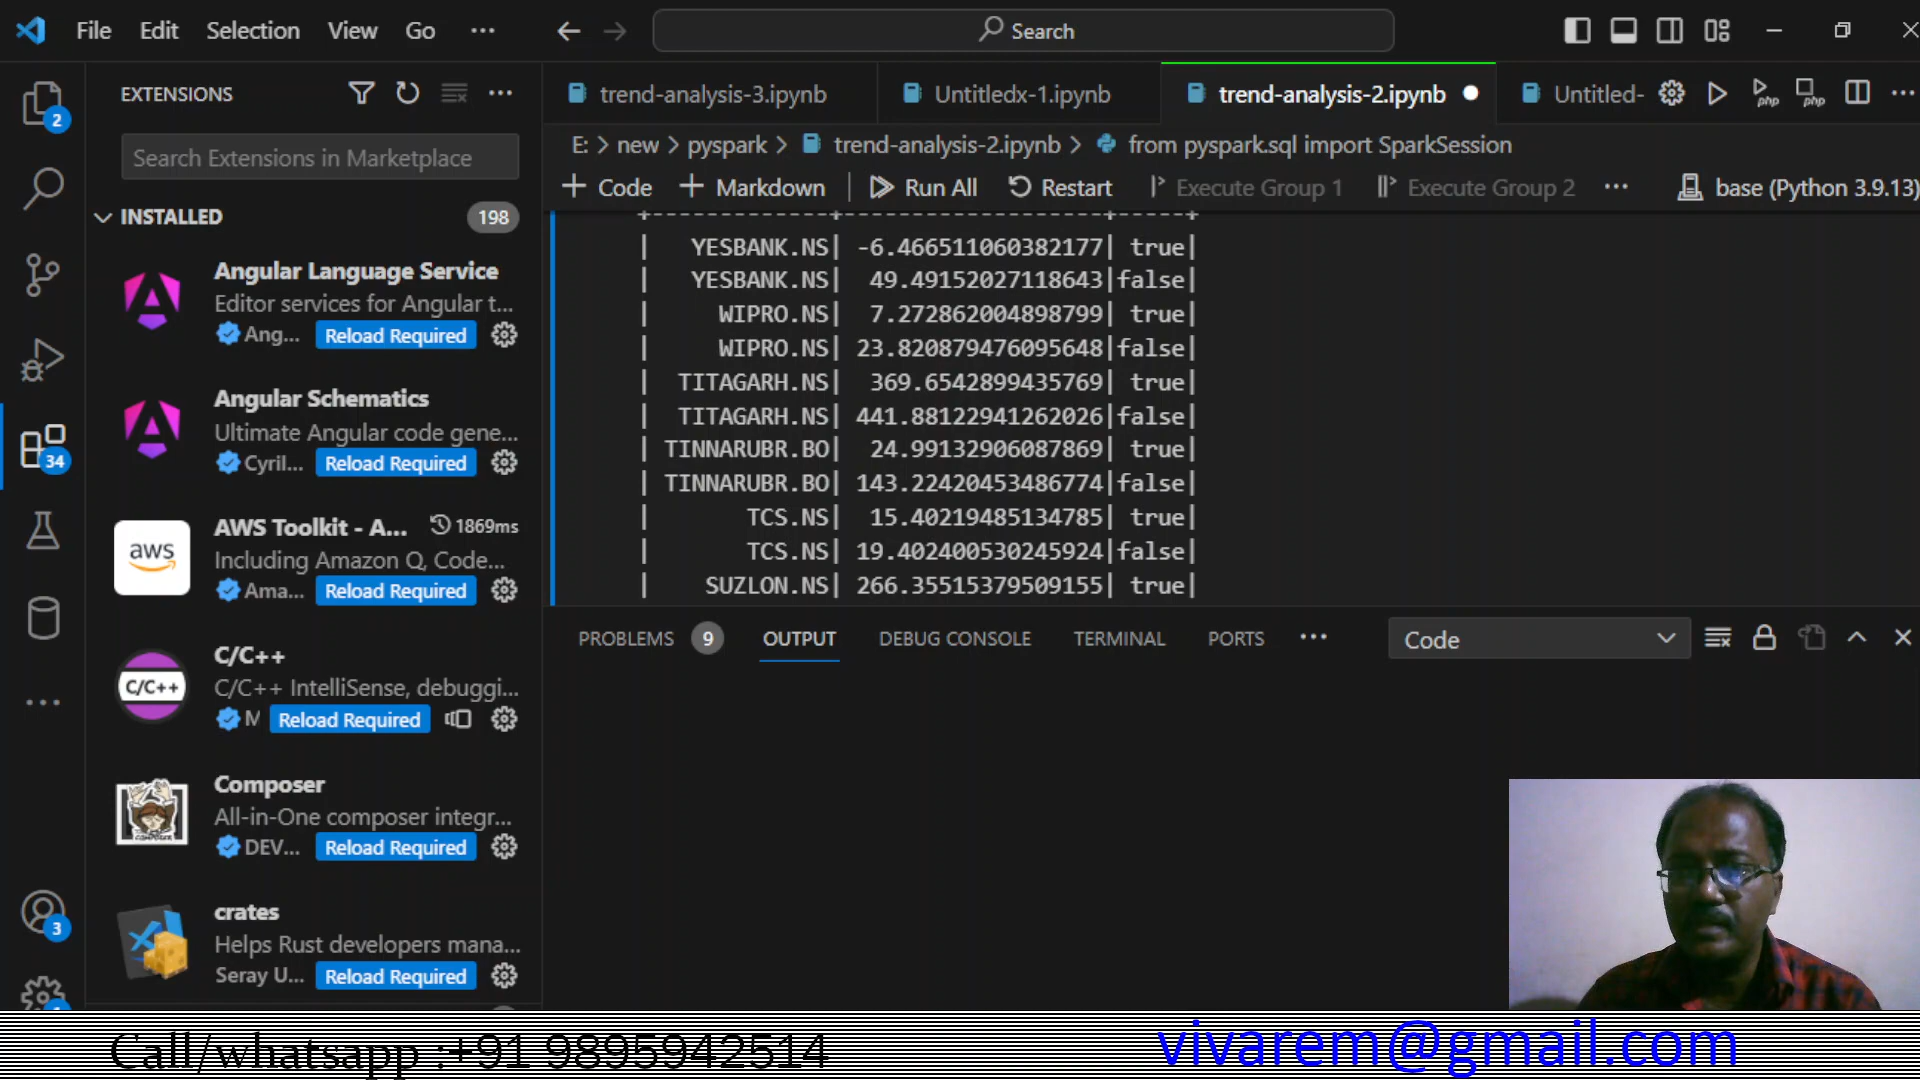 File Edit Selection View Go ··· Search
EXTENSIONS
trend-analysis-3.ipynb Untitledx-1.ipynb trend-analysis-2.ipynb Untitled-
php php
Search Extensions in Marketplace
E: > new > pyspark > trend-analysis-2.ipynb > from pyspark.sql import SparkSession
+ Code + Markdown Run All Restart Execute Group 1 Execute Group 2 ··· base (Python 3.9.13)
INSTALLED 198
Angular Language Service
Editor services for Angular t...
Ang... Reload Required
Angular Schematics
Ultimate Angular code gene...
Cyril... Reload Required
AWS Toolkit - A... 1869ms
aws
Including Amazon Q, Code...
Ama... Reload Required
C/C++
C/C++
C/C++ IntelliSense, debuggi...
M Reload Required
Composer
All-in-One composer integr...
DEV... Reload Required
crates
Helps Rust developers mana...
Seray U... Reload Required
2
34
3
| YESBANK.NS| -6.466511060382177| true|
| YESBANK.NS| 49.49152027118643|false|
| WIPRO.NS| 7.272862004898799| true|
| WIPRO.NS| 23.820879476095648|false|
| TITAGARH.NS| 369.6542899435769| true|
| TITAGARH.NS| 441.88122941262026|false|
| TINNARUBR.BO| 24.99132906087869| true|
| TINNARUBR.BO| 143.22420453486774|false|
| TCS.NS| 15.40219485134785| true|
| TCS.NS| 19.402400530245924|false|
| SUZLON.NS| 266.35515379509155| true|
PROBLEMS 9 OUTPUT DEBUG CONSOLE TERMINAL PORTS ··· Code
Call/whatsapp :+91 9895942514
vivarem@gmail.com